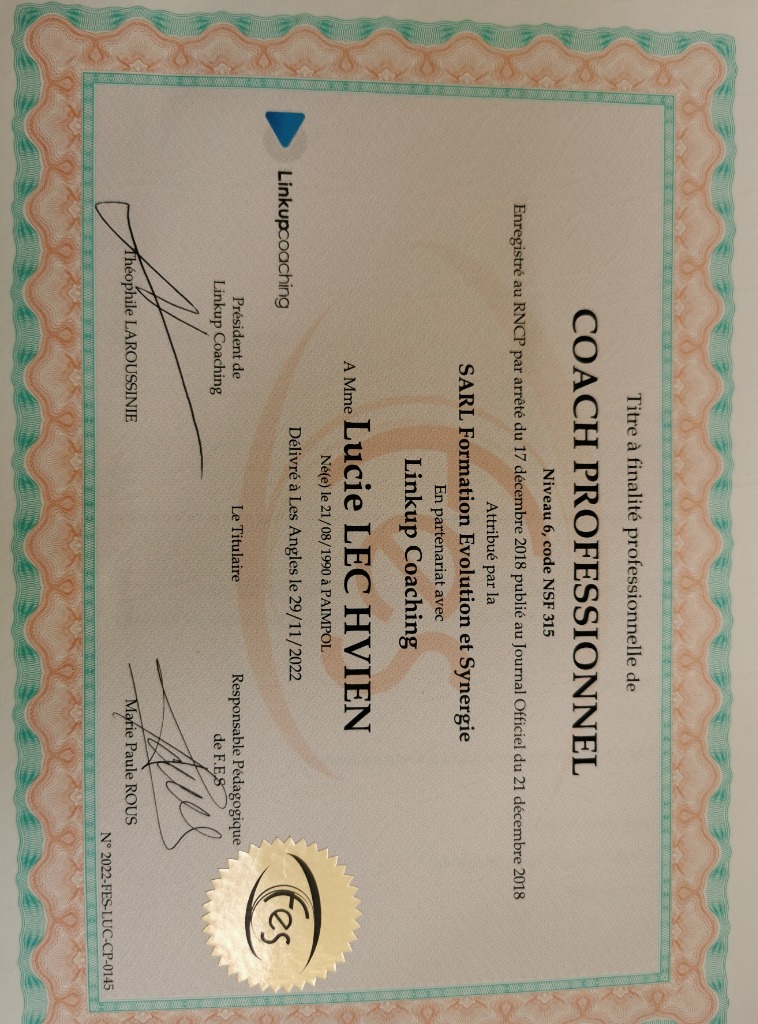 Titre à finalité professionnelle de
COACH PROFESSIONNEL
Niveau 6, code NSF 315
Enregistré au RNCP par arrêté du 17 décembre 2018 publié au Journal Officiel du 21 décembre 2018
Attribué par la
SARL Formation Evolution et Synergie
En partenariat avec
Linkup Coaching
A Mme Lucie LEC HVIEN
Né(e) le 21/08/1990 à PAIMPOL
Délivré à Les Angles le 29/11/2022
Linkupcoaching
Président de
Linkup Coaching
Théophile LAROUSSINIE
Le Titulaire
Responsable Pédagogique
de F.E.S
Marie Paule ROUS
Fes
N° 2022-FES-LUC-CP-0145